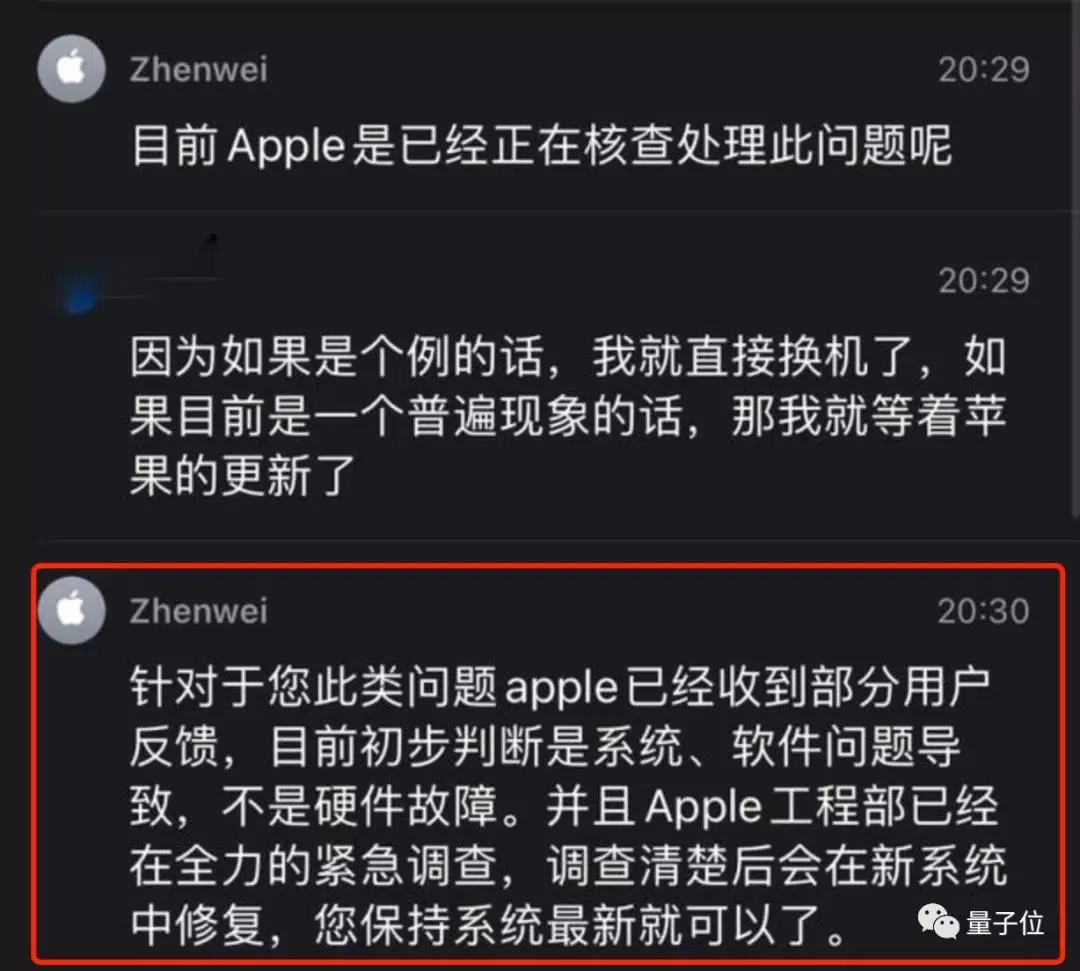 Zhenwei 20:29
目前Apple是已经正在核查处理此问题呢
20:29
因为如果是个例的话，我就直接换机了，如
果目前是一个普遍现象的话，那我就等着苹
果的更新了
Zhenwei 20:30
针对于您此类问题apple已经收到部分用户
反馈，目前初步判断是系统、软件问题导
致，不是硬件故障。并且Apple工程部已经
在全力的紧急调查，调查清楚后会在新系统
中修复，您保持系统最新就可以了。
量子位